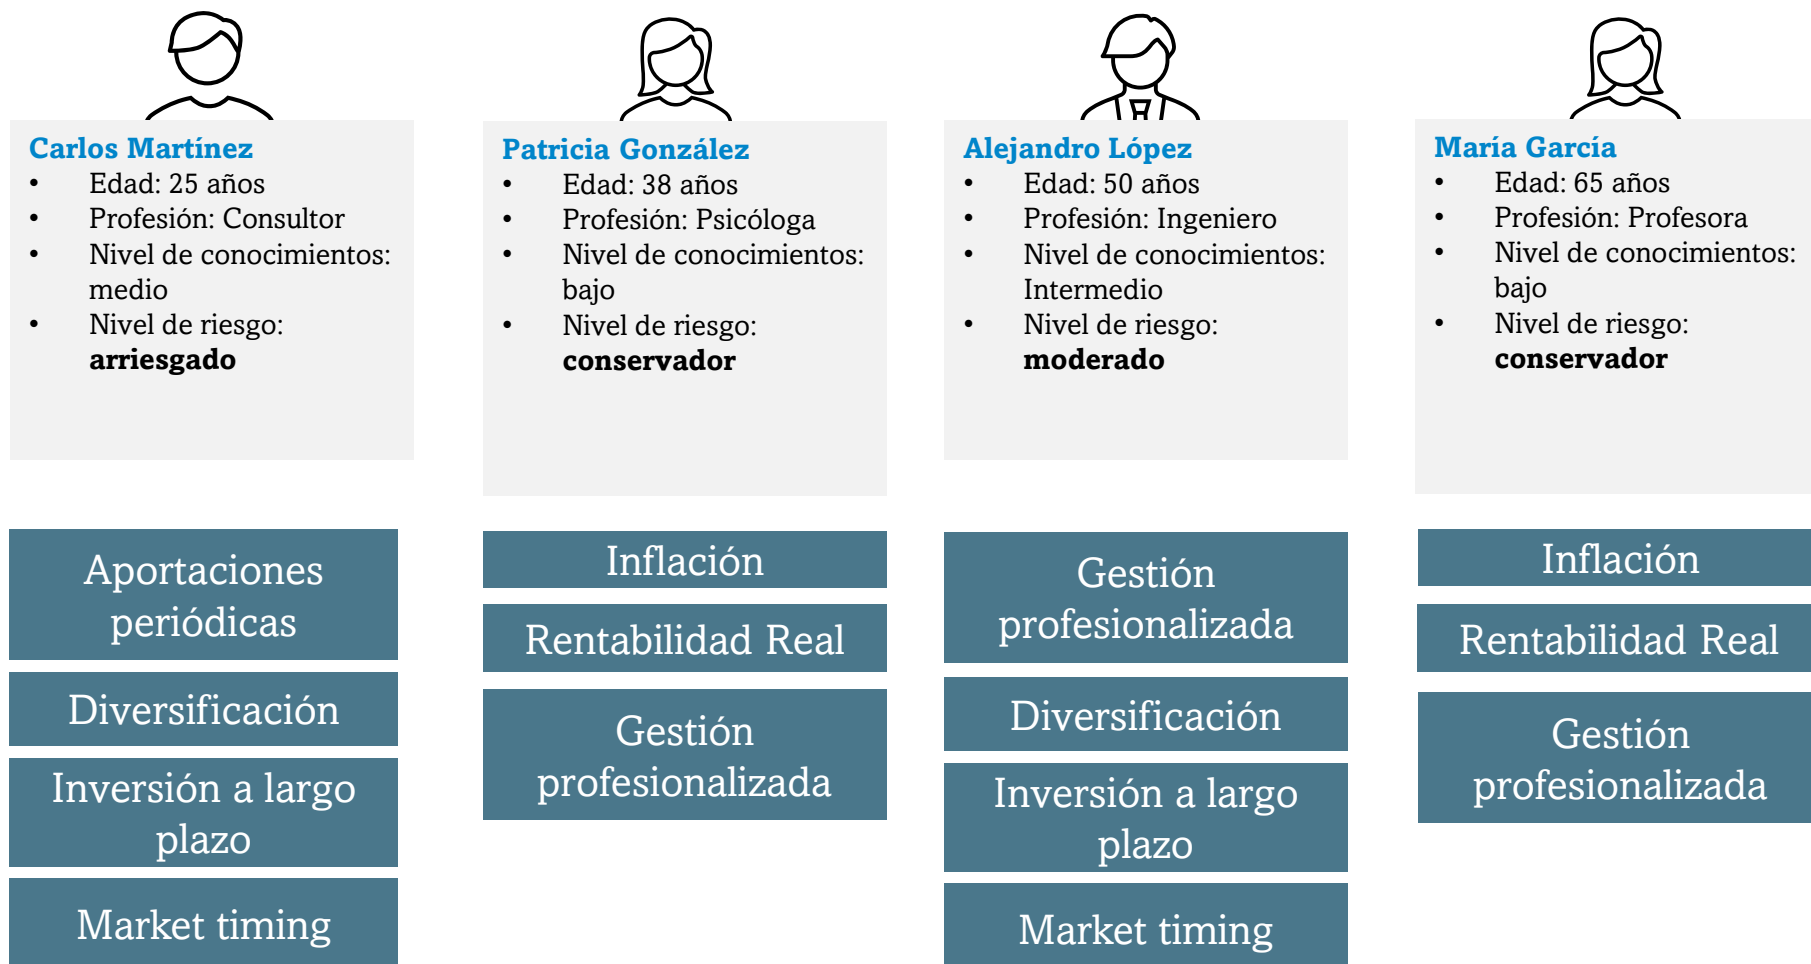 Carlos Martínez
• Edad: 25 años
• Profesión: Consultor
• Nivel de conocimientos:
medio
• Nivel de riesgo:
arriesgado
Patricia González
• Edad: 38 años
• Profesión: Psicóloga
• Nivel de conocimientos:
bajo
• Nivel de riesgo:
conservador
Alejandro López
• Edad: 50 años
• Profesión: Ingeniero
• Nivel de conocimientos:
Intermedio
• Nivel de riesgo:
moderado
María García
• Edad: 65 años
• Profesión: Profesora
• Nivel de conocimientos:
bajo
• Nivel de riesgo:
conservador
Aportaciones
periódicas
Diversificación
Inversión a largo
plazo
Market timing
Inflación
Rentabilidad Real
Gestión
profesionalizada
Gestión
profesionalizada
Diversificación
Inversión a largo
plazo
Market timing
Inflación
Rentabilidad Real
Gestión
profesionalizada